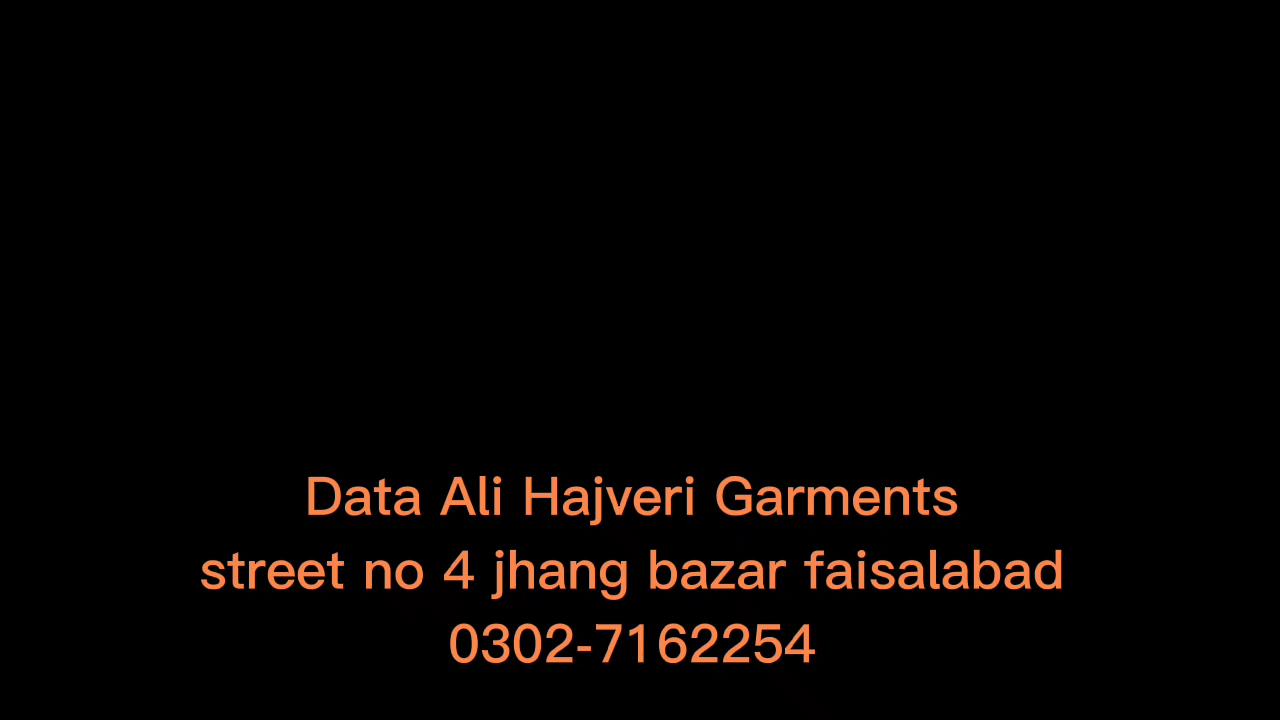 Data Ali Hajveri Garments
street no 4 jhang bazar faisalabad
0302-7162254